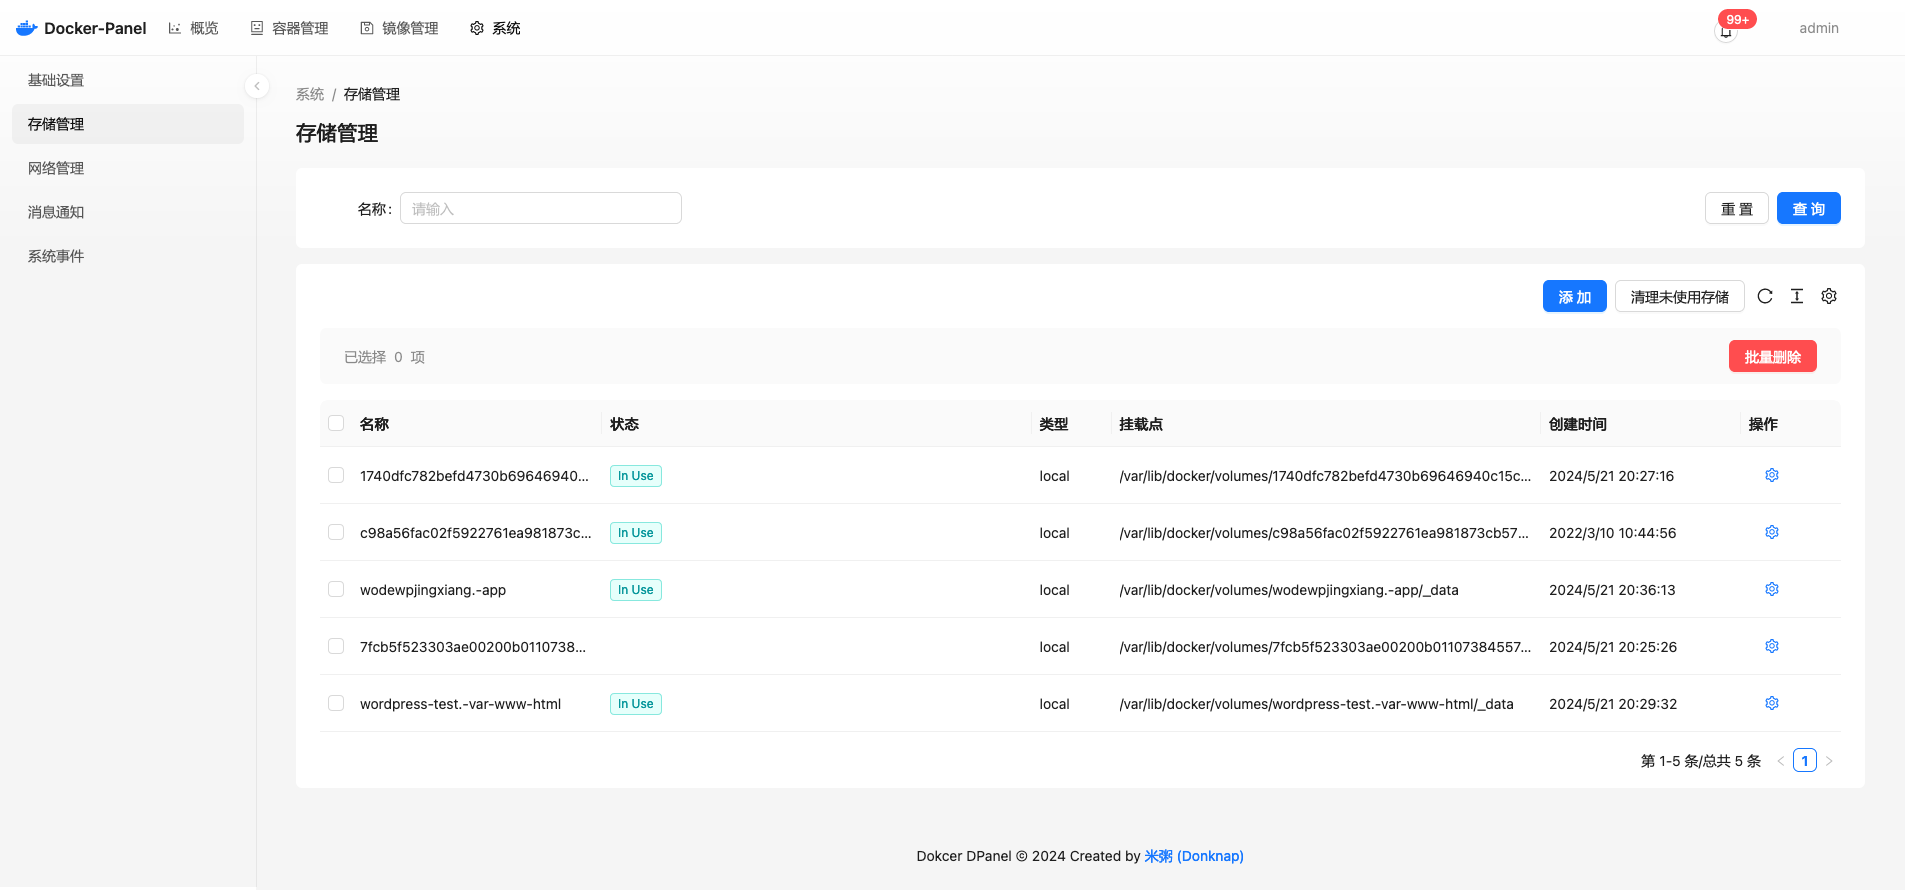 Docker-Panel 概览 容器管理 镜像管理 系统 99+ admin
基础设置
存储管理
网络管理
消息通知
系统事件
系统 / 存储管理
存储管理
名称: 请输入 重 置 查 询
添 加 清理未使用存储
已选择 0 项 批量删除
名称 状态 类型 挂载点 创建时间 操作
1740dfc782befd4730b69646940... In Use local /var/lib/docker/volumes/1740dfc782befd4730b69646940c15c... 2024/5/21 20:27:16
c98a56fac02f5922761ea981873c... In Use local /var/lib/docker/volumes/c98a56fac02f5922761ea981873cb57... 2022/3/10 10:44:56
wodewpjingxiang.-app In Use local /var/lib/docker/volumes/wodewpjingxiang.-app/_data 2024/5/21 20:36:13
7fcb5f523303ae00200b0110738... local /var/lib/docker/volumes/7fcb5f523303ae00200b01107384557... 2024/5/21 20:25:26
wordpress-test.-var-www-html In Use local /var/lib/docker/volumes/wordpress-test.-var-www-html/_data 2024/5/21 20:29:32
第 1-5 条/总共 5 条 1
Dokcer DPanel © 2024 Created by 米粥 (Donknap)